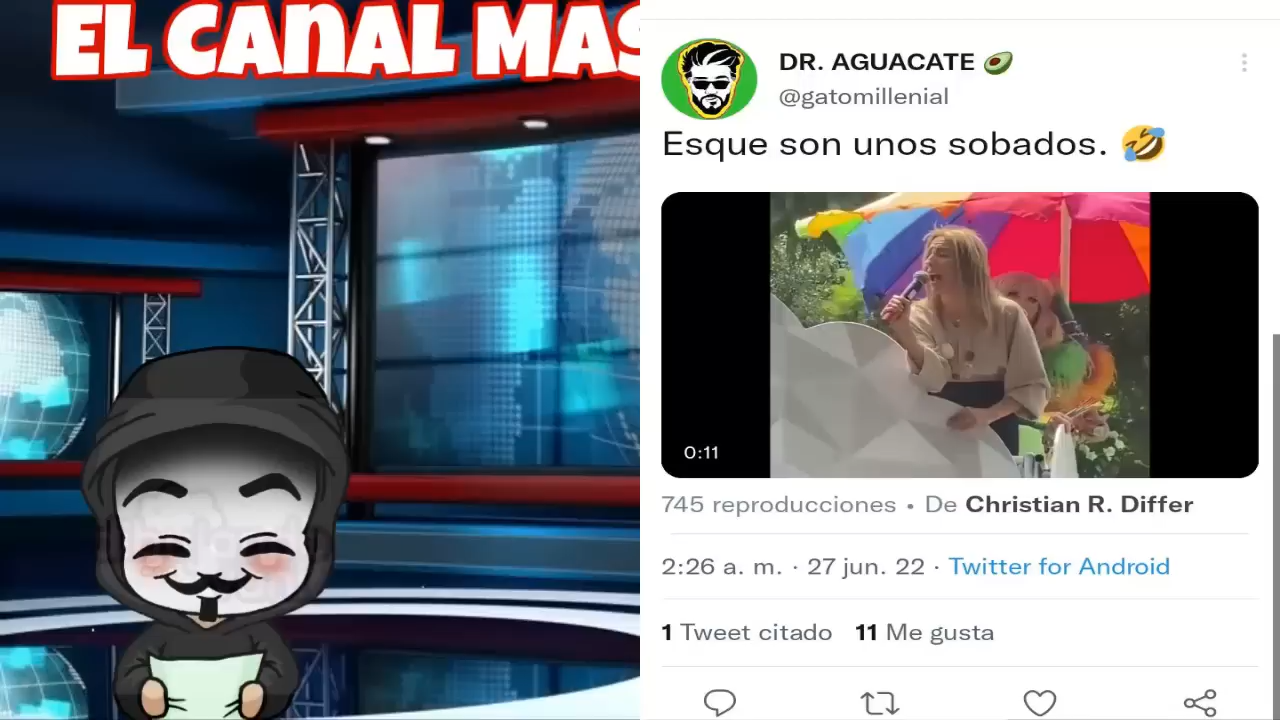 EL CANAL MAS
DR. AGUACATE 🥑
@gatomillenial
Esque son unos sobados. 🤣
0:11
745 reproducciones • De Christian R. Differ
2:26 a. m. · 27 jun. 22 · Twitter for Android
1 Tweet citado 11 Me gusta